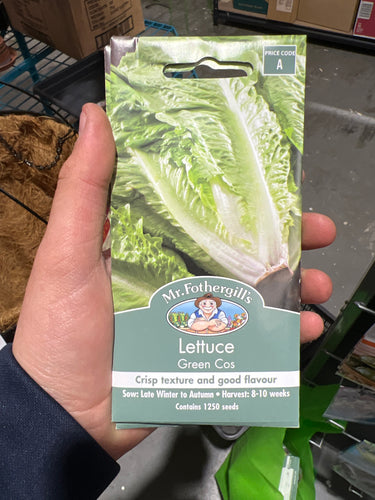 PRICE CODE
A
Mr. Fothergill's
Lettuce
Green Cos
Crisp texture and good flavour
Sow: Late Winter to Autumn • Harvest: 8-10 weeks
Contains 1250 seeds